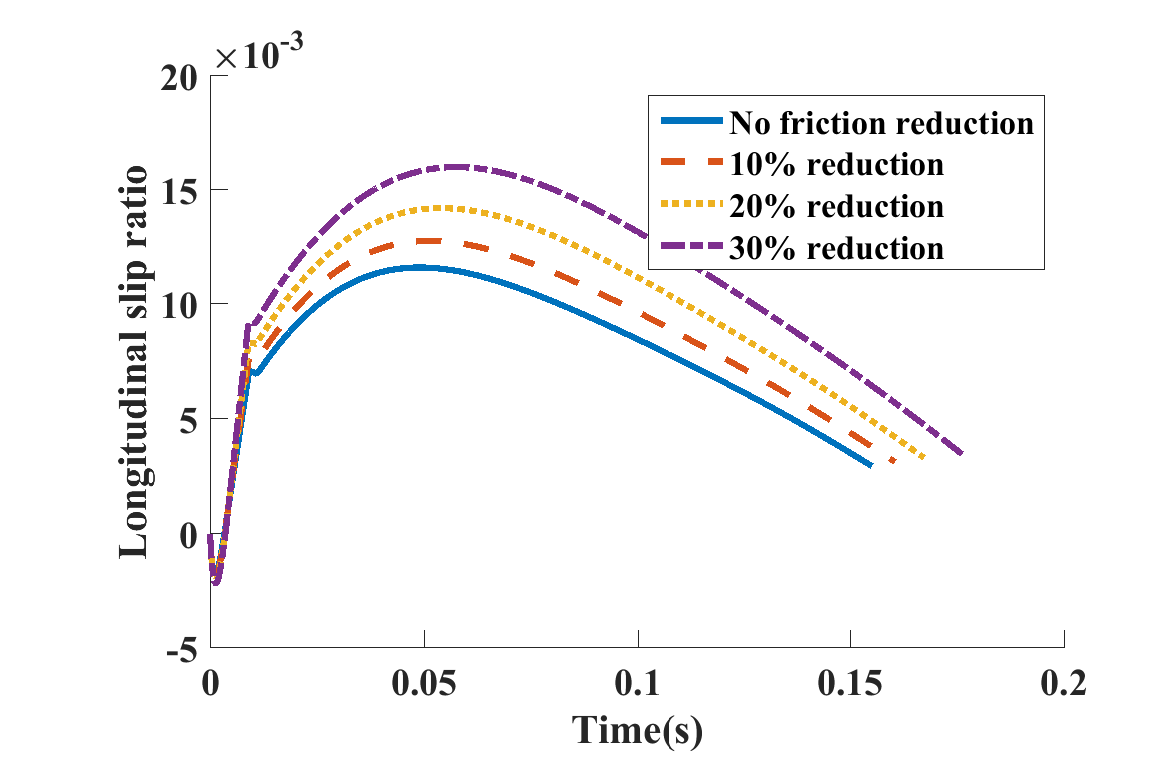 ×10-3
20
15
10
5
0
-5
Longitudinal slip ratio
No friction reduction
10% reduction
20% reduction
30% reduction
0 0.05 0.1 0.15 0.2
Time(s)